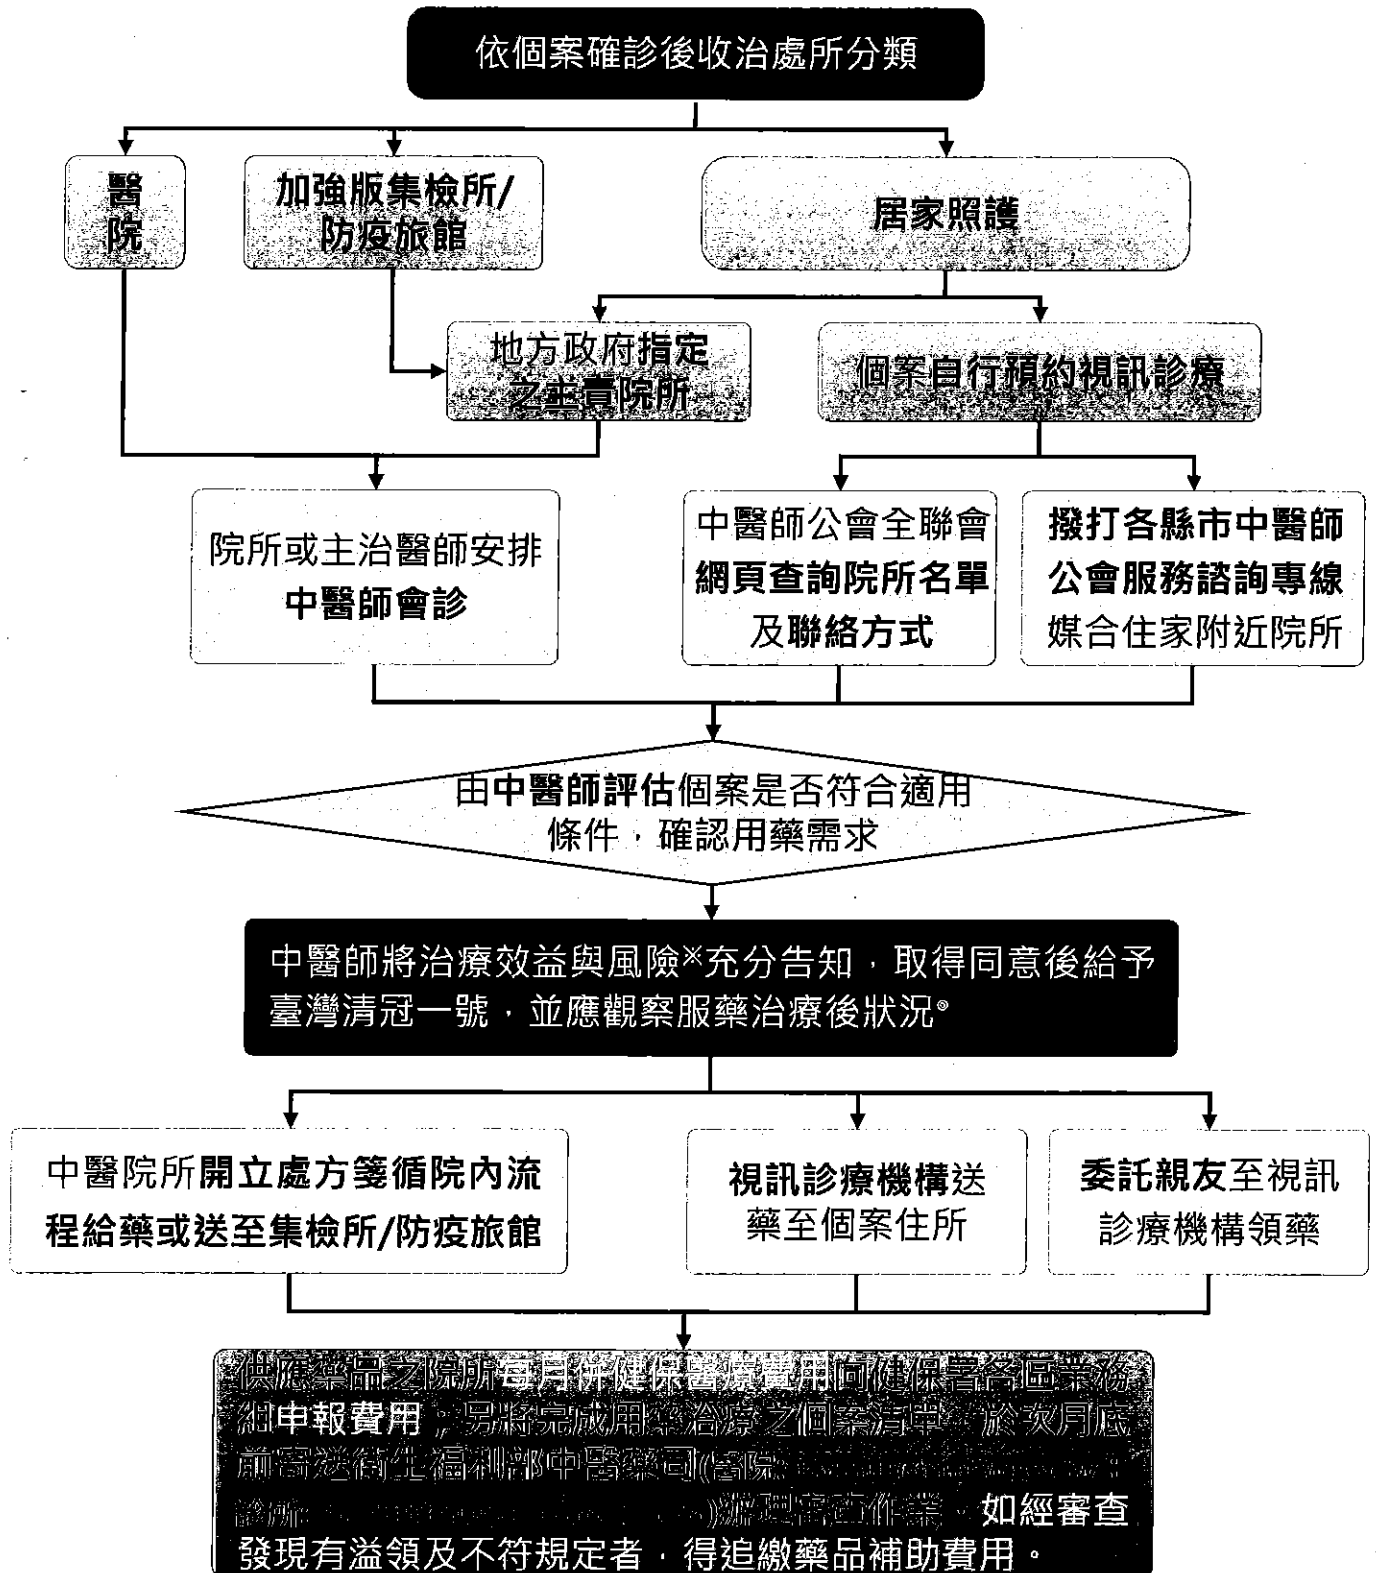 依個案確診後收治處所分類
醫
院
加強版集檢所/
防疫旅館
居家照護
地方政府指定
之主責院所
個案自行預約視訊診療
院所或主治醫師安排
中醫師會診
中醫師公會全聯會
網頁查詢院所名單
及聯絡方式
撥打各縣市中醫師
公會服務諮詢專線
媒合住家附近院所
由中醫師評估個案是否符合適用
條件，確認用藥需求
中醫師將治療效益與風險※充分告知，取得同意後給予
臺灣清冠一號，並應觀察服藥治療後狀況◎
中醫院所開立處方箋循院內流
程給藥或送至集檢所/防疫旅館
視訊診療機構送
藥至個案住所
委託親友至視訊
診療機構領藥
供應藥品之院所每月併健保醫療費用向健保署各區業務
組申報費用；另將完成用藥治療之個案清單，於次月底
前寄送衛生福利部中醫藥司(醫院
診所 )辦理審查作業，如經審查
發現有溢領及不符規定者，得追繳藥品補助費用。